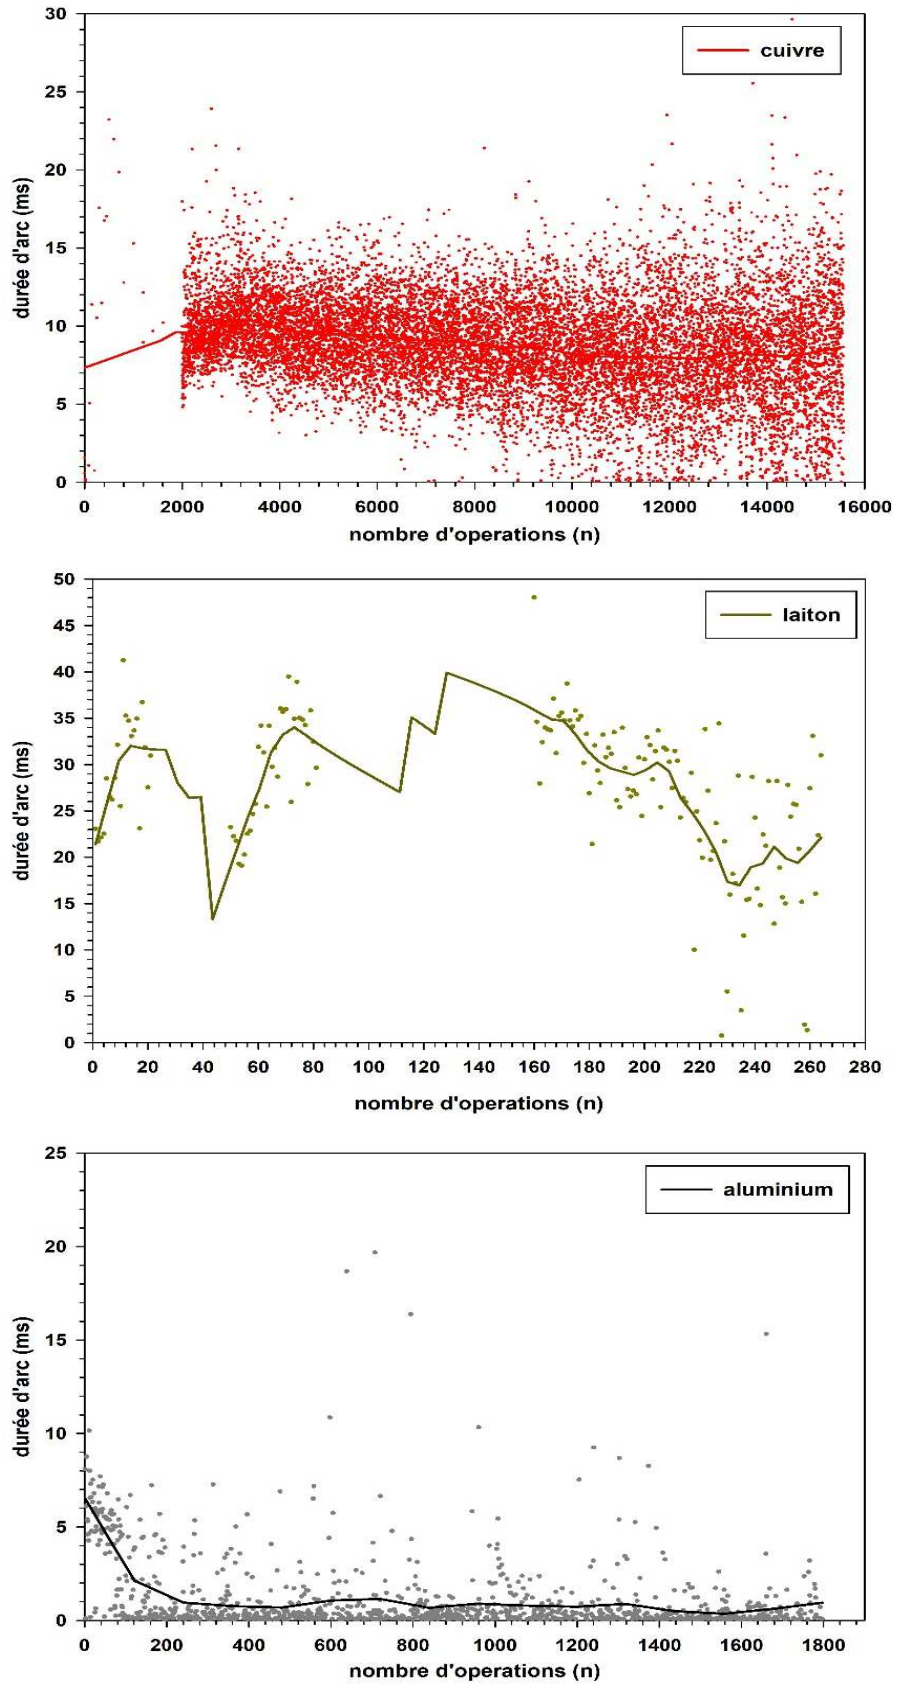 30
cuivre
25
20
15
10
5
0
durée d'arc (ms)
0 2000 4000 6000 8000 10000 12000 14000 16000
nombre d'operations (n)
50
laiton
45
40
35
30
25
20
15
10
5
0
durée d'arc (ms)
0 20 40 60 80 100 120 140 160 180 200 220 240 260 280
nombre d'operations (n)
25
aluminium
20
15
10
5
0
durée d'arc (ms)
0 200 400 600 800 1000 1200 1400 1600 1800
nombre d'operations (n)